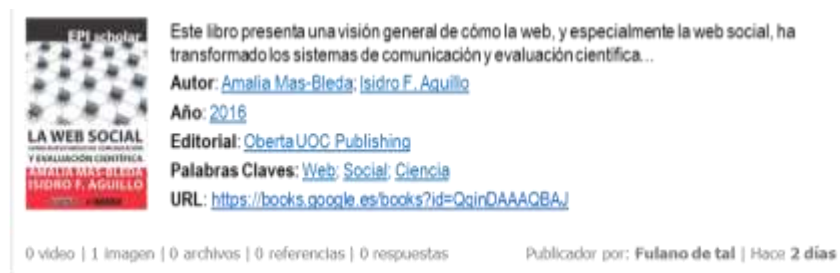 EPI scholar
LA WEB SOCIAL
Y EVALUACIÓN CIENTÍFICA
AMALIA MAS-BLEDA
ISIDRO F. AGUILLO
Este libro presenta una visión general de cómo la web, y especialmente la web social, ha
transformado los sistemas de comunicación y evaluación científica...
Autor: Amalia Mas-Bleda; Isidro F. Aguillo
Año: 2016
Editorial: Oberta UOC Publishing
Palabras Claves: Web; Social; Ciencia
URL: https://books.google.es/books?id=QginDAAAQBAJ
0 video | 1 imagen | 0 archivos | 0 referencias | 0 respuestas
Publicador por: Fulano de tal | Hace 2 días